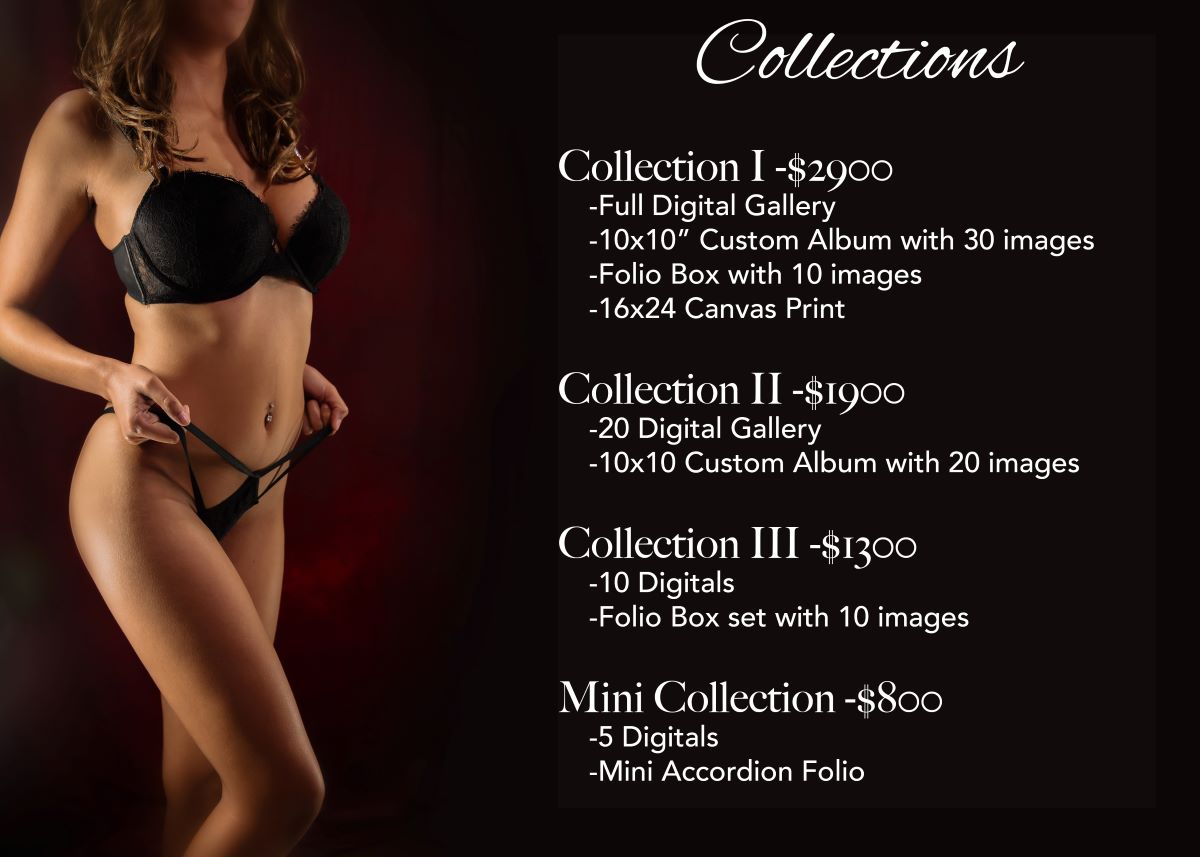 Collections
Collection I -$2900
-Full Digital Gallery
-10x10” Custom Album with 30 images
-Folio Box with 10 images
-16x24 Canvas Print
Collection II -$1900
-20 Digital Gallery
-10x10 Custom Album with 20 images
Collection III -$1300
-10 Digitals
-Folio Box set with 10 images
Mini Collection -$800
-5 Digitals
-Mini Accordion Folio